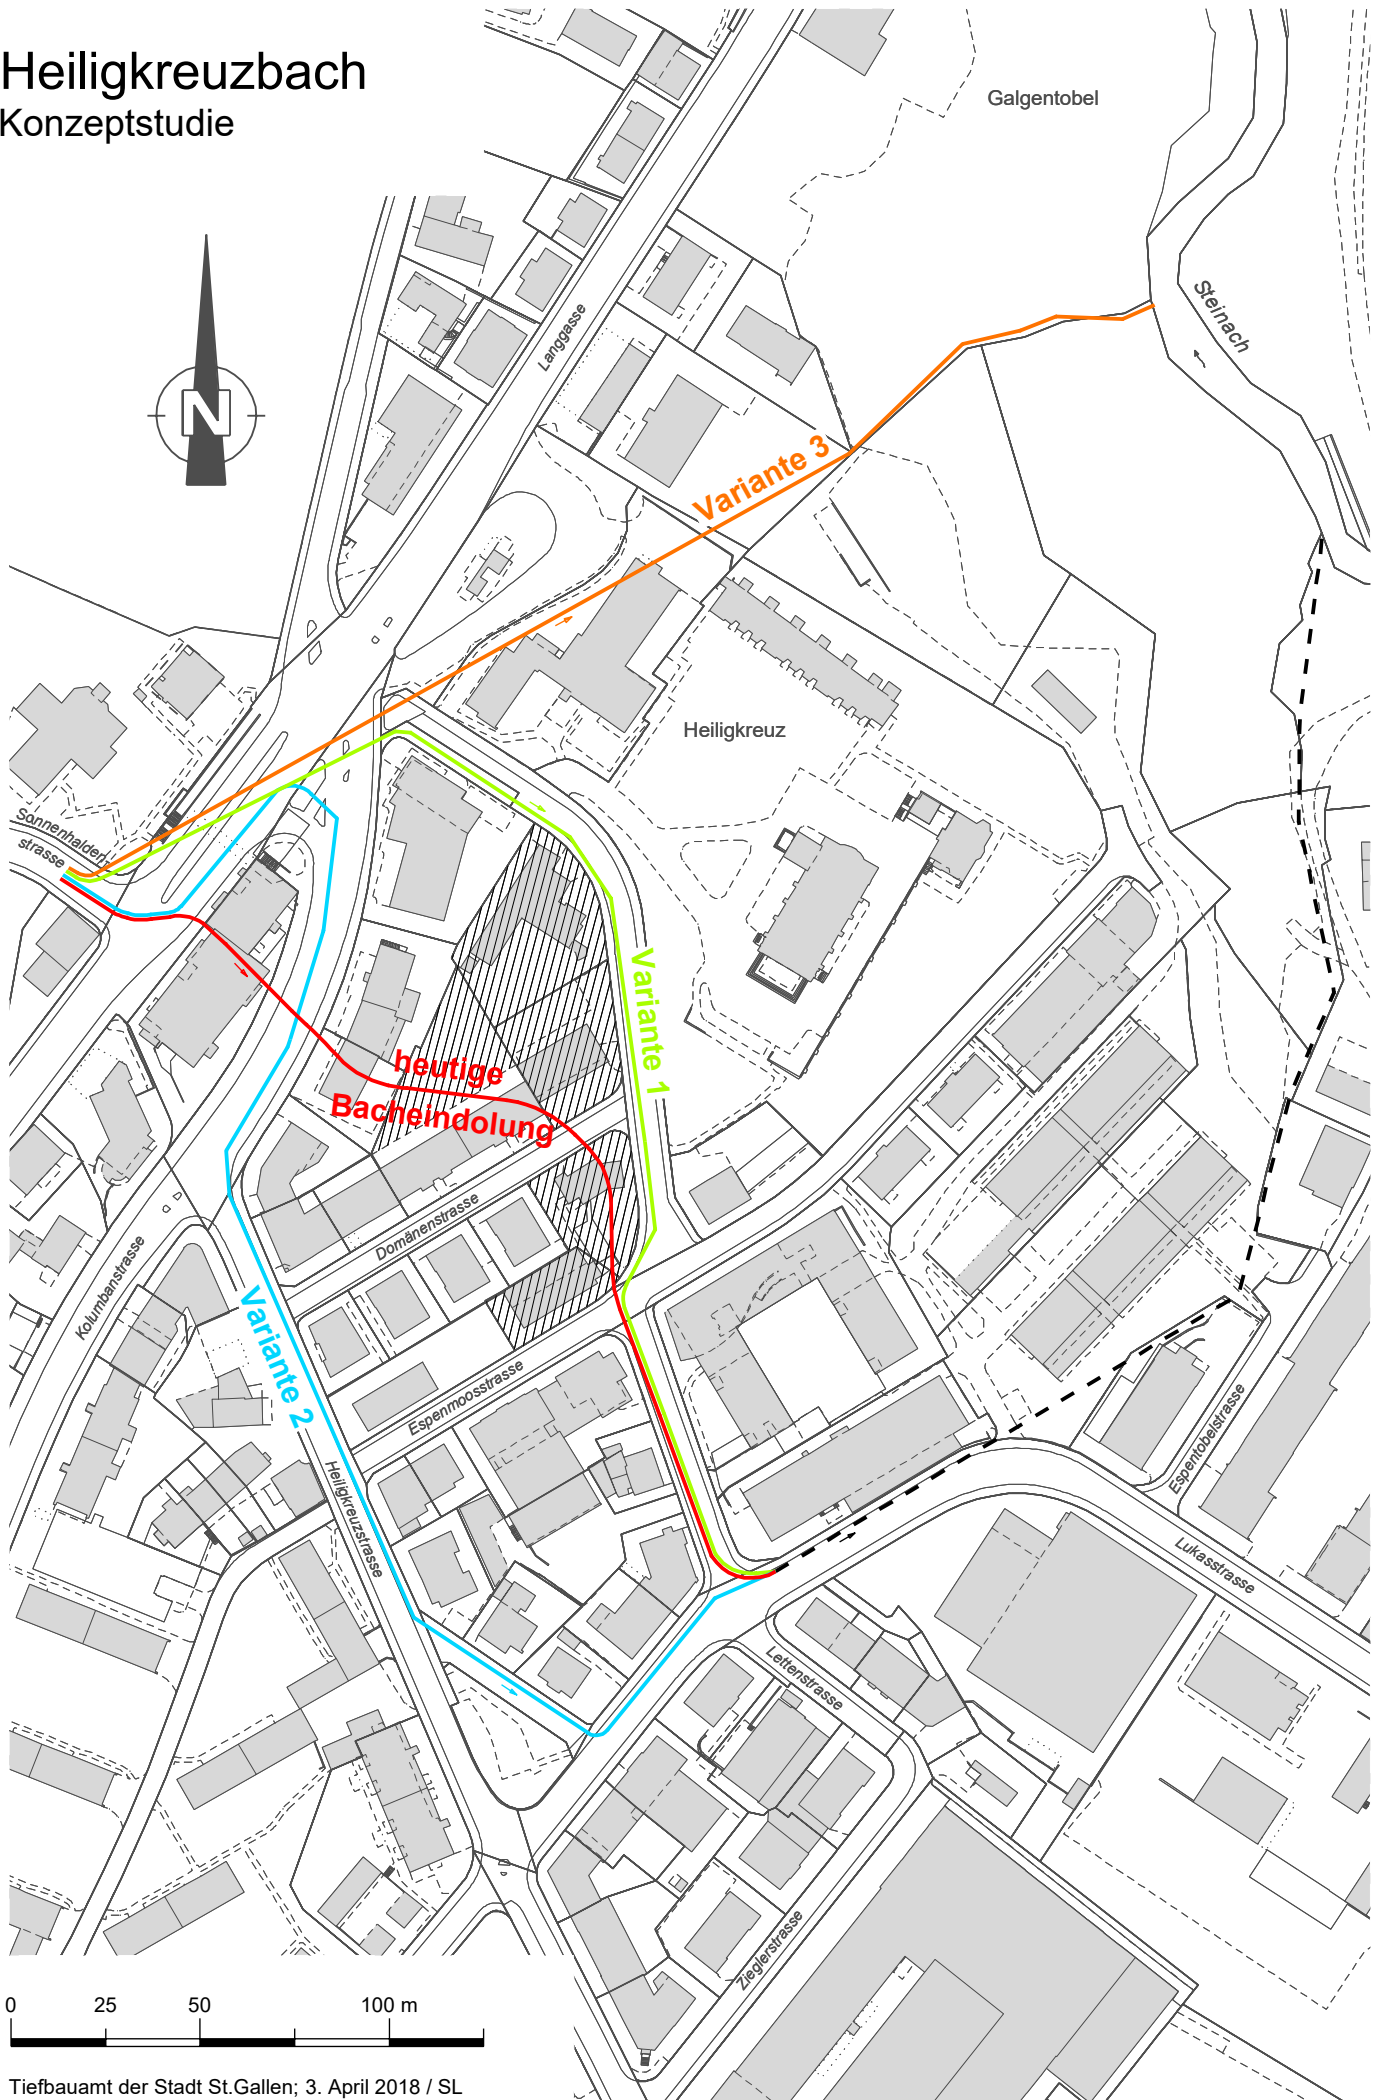 Heiligkreuzbach
Konzeptstudie
Galgentobel
N
Langgasse
Steinach
Variante 3
Heiligkreuz
Sonnenhalden
strasse
Variante 1
heutige
Bacheindolung
Domänenstrasse
Kolumbanstrasse
Variante 2
Espenmoosstrasse
Heiligkreuzstrasse
Espentobelstrasse
Lukasstrasse
Lettenstrasse
Zieglerstrasse
0 25 50 100 m
Tiefbauamt der Stadt St.Gallen; 3. April 2018 / SL